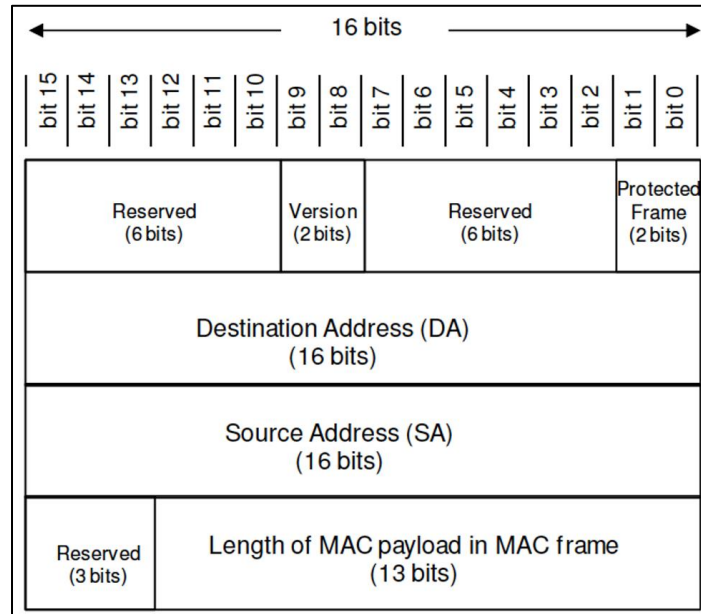 16 bits
bit 15
bit 14
bit 13
bit 12
bit 11
bit 10
bit 9
bit 8
bit 7
bit 6
bit 5
bit 4
bit 3
bit 2
bit 1
bit 0
Reserved
(6 bits)
Version
(2 bits)
Reserved
(6 bits)
Protected
Frame
(2 bits)
Destination Address (DA)
(16 bits)
Source Address (SA)
(16 bits)
Reserved
(3 bits)
Length of MAC payload in MAC frame
(13 bits)